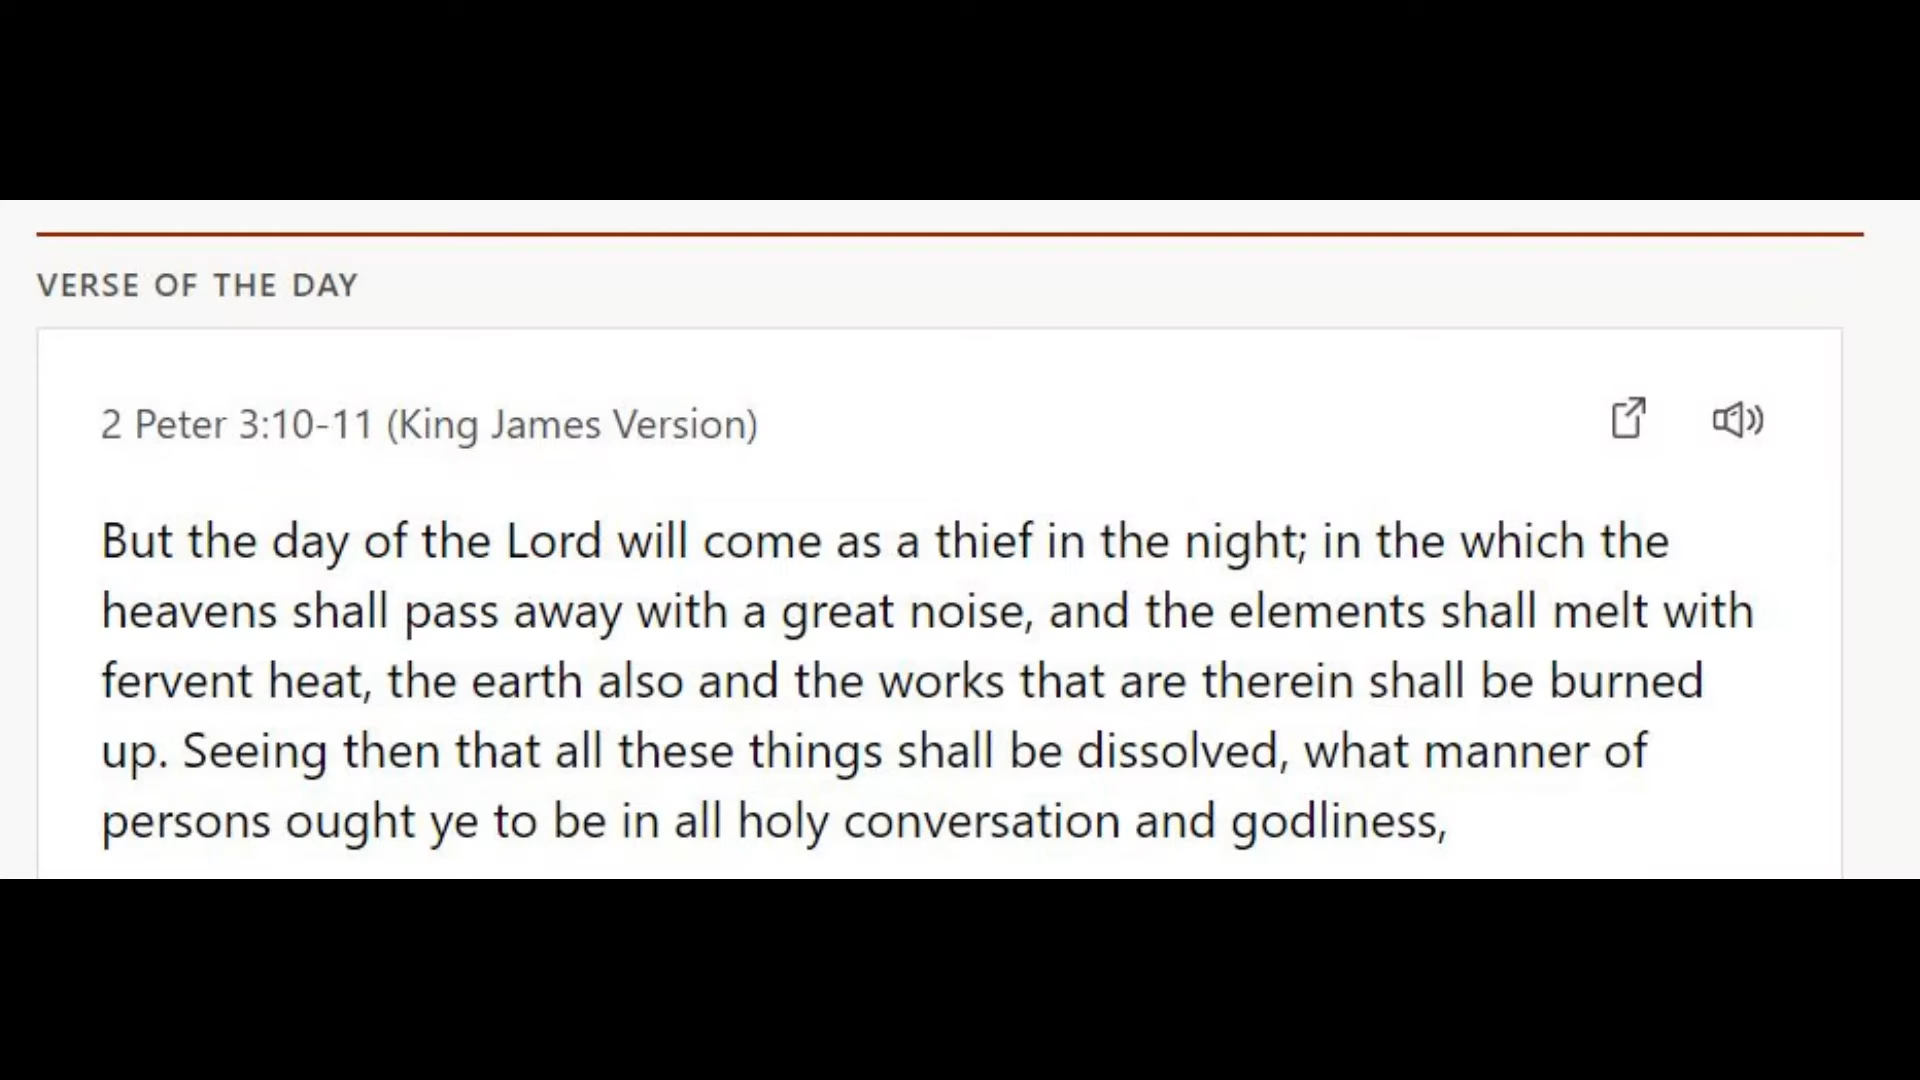 VERSE OF THE DAY
2 Peter 3:10-11 (King James Version)
But the day of the Lord will come as a thief in the night; in the which the
heavens shall pass away with a great noise, and the elements shall melt with
fervent heat, the earth also and the works that are therein shall be burned
up. Seeing then that all these things shall be dissolved, what manner of
persons ought ye to be in all holy conversation and godliness,